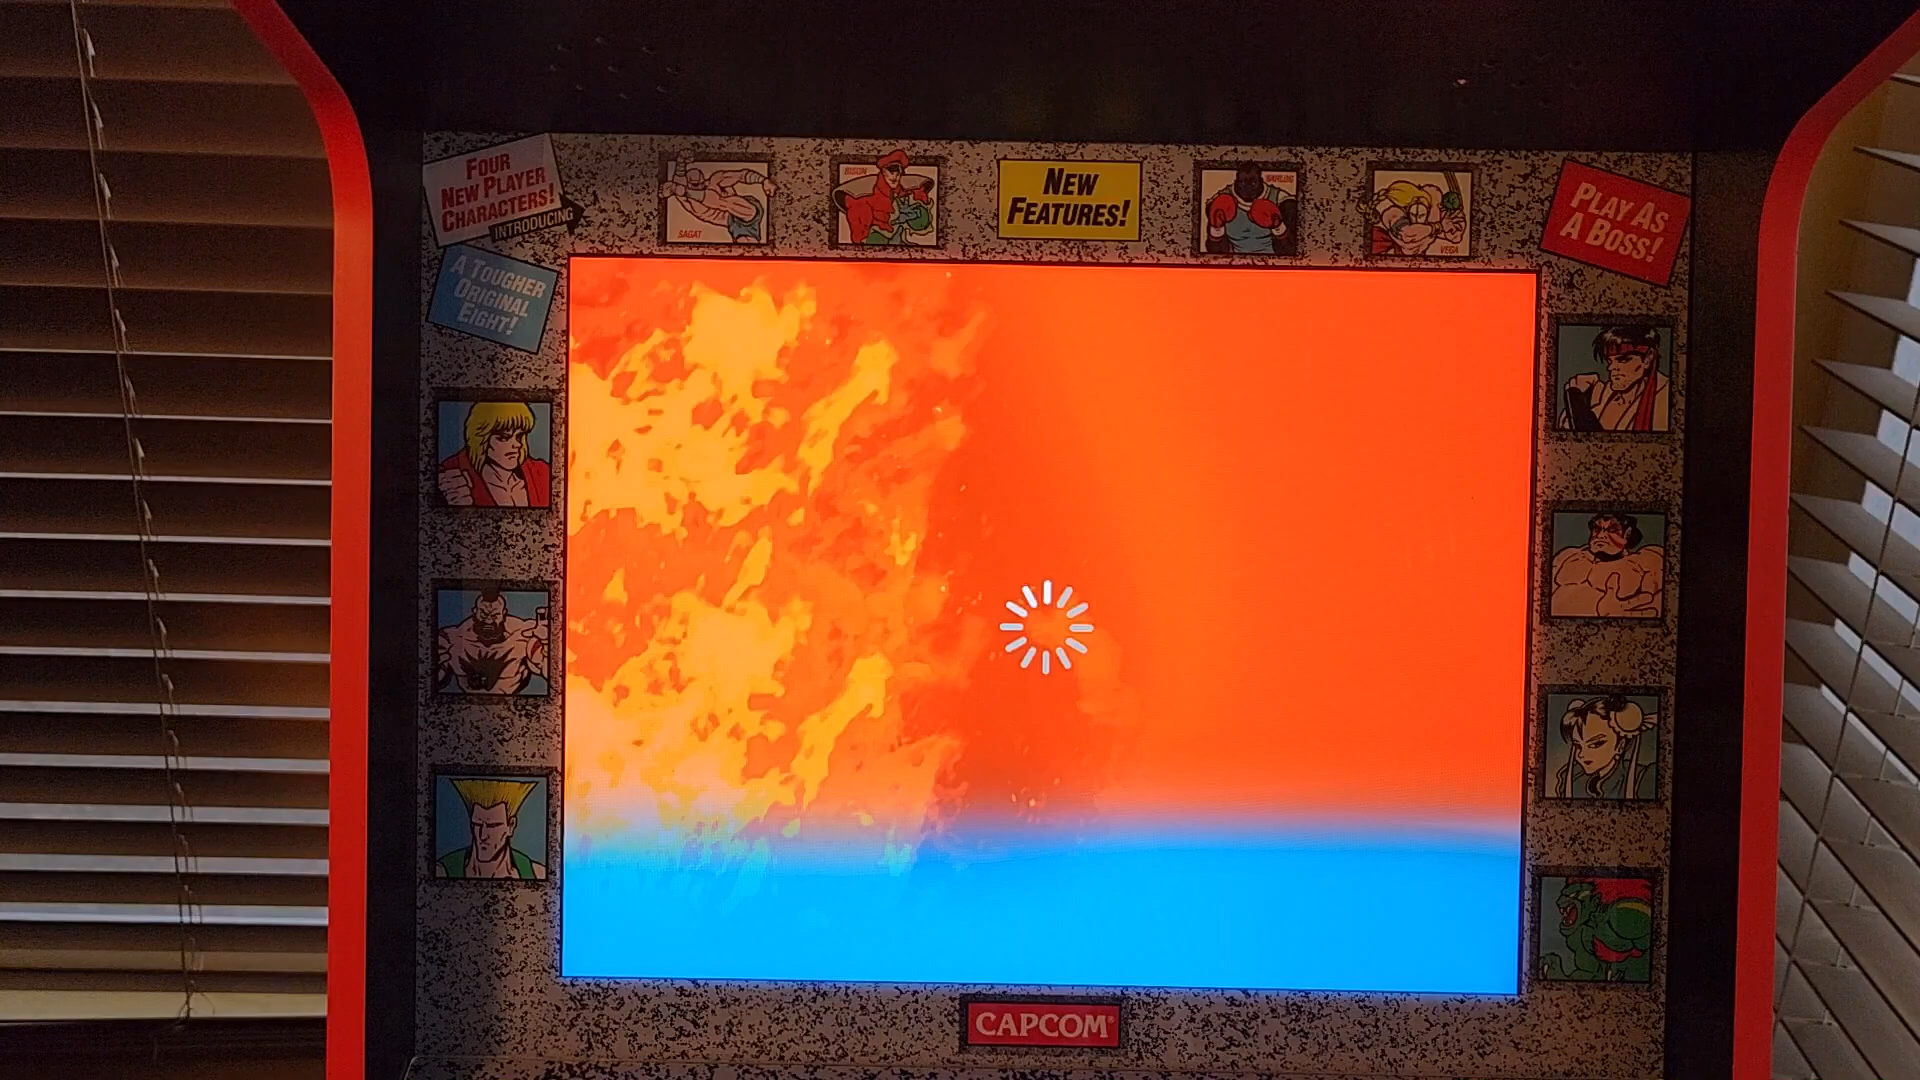 FOUR
NEW PLAYER
CHARACTERS!
INTRODUCING
SAGAT
BISON
NEW
FEATURES!
BALROG
VEGA
PLAY AS
A BOSS!
A TOUGHER
ORIGINAL
EIGHT!
CAPCOM